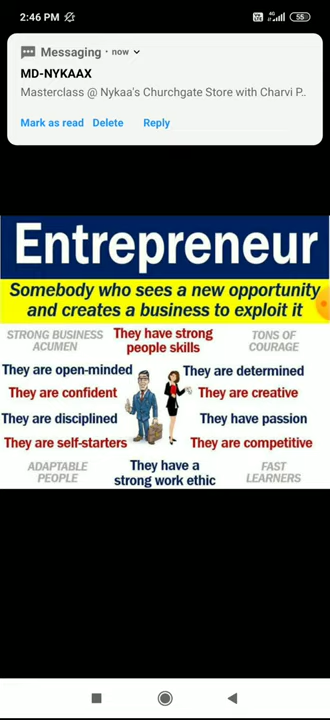 2:46 PM
55
Messaging • now
MD-NYKAAX
Masterclass @ Nykaa's Churchgate Store with Charvi P..
Mark as read Delete Reply
Entrepreneur
Somebody who sees a new opportunity
and creates a business to exploit it
STRONG BUSINESS
ACUMEN
They have strong
people skills
TONS OF
COURAGE
They are open-minded
They are determined
They are confident
They are creative
They are disciplined
They have passion
They are self-starters
They are competitive
ADAPTABLE
PEOPLE
They have a
strong work ethic
FAST
LEARNERS